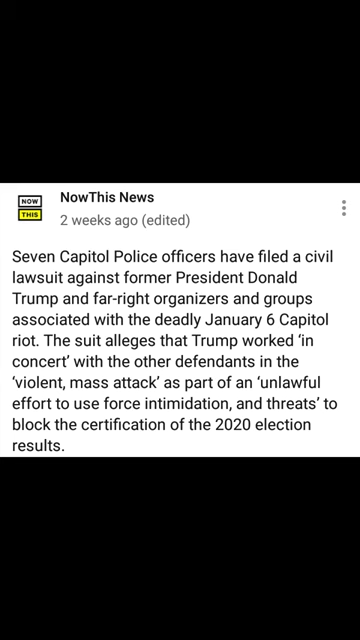 NOW
THIS
NowThis News
2 weeks ago (edited)
Seven Capitol Police officers have filed a civil
lawsuit against former President Donald
Trump and far-right organizers and groups
associated with the deadly January 6 Capitol
riot. The suit alleges that Trump worked ‘in
concert’ with the other defendants in the
‘violent, mass attack’ as part of an ‘unlawful
effort to use force intimidation, and threats’ to
block the certification of the 2020 election
results.